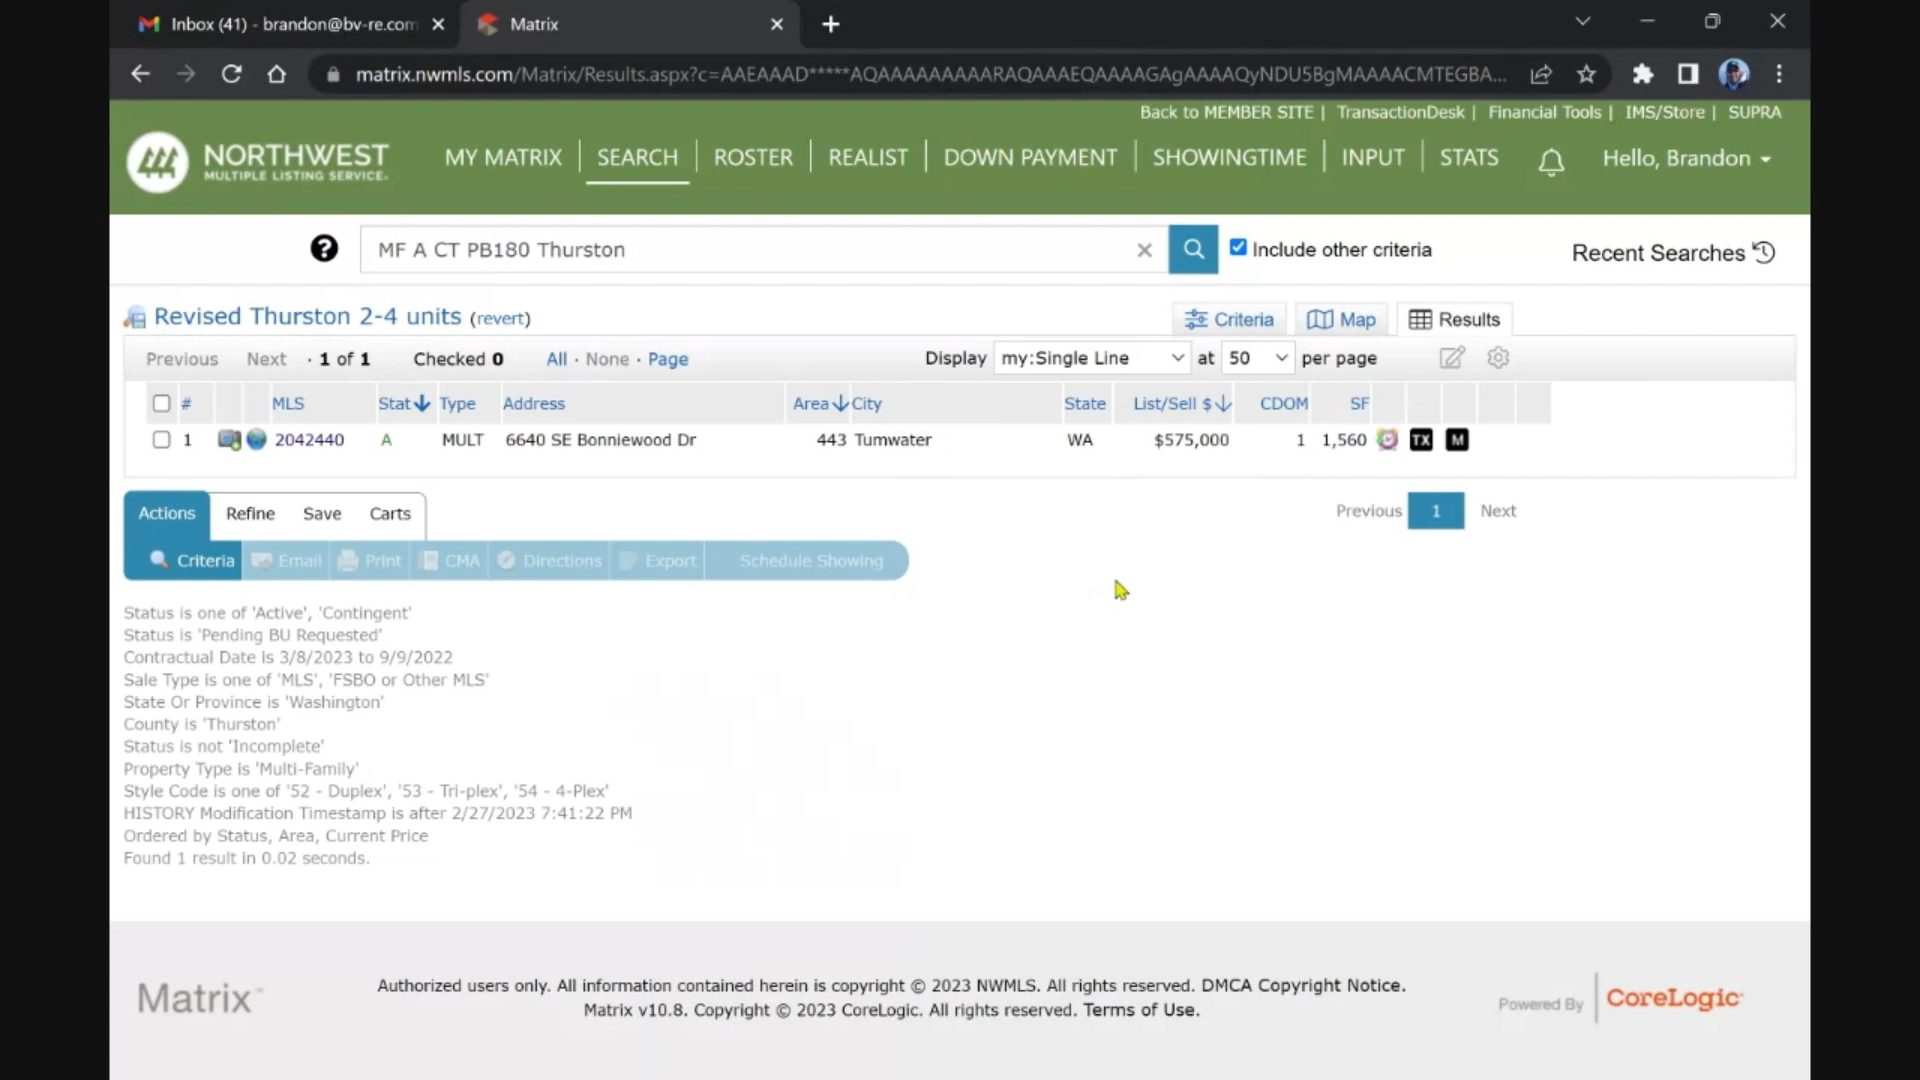 Inbox (41) - brandon@bv-re.com
Matrix
matrix.nwmls.com/Matrix/Results.aspx?c=AAEAAAD*****AQAAAAAAAAARAQAAAEQAAAAGAgAAAAQyNDU5BgMAAAACMTEGBA...
Back to MEMBER SITE | TransactionDesk | Financial Tools | IMS/Store | SUPRA
NORTHWEST
MULTIPLE LISTING SERVICE
MY MATRIX SEARCH ROSTER REALIST DOWN PAYMENT SHOWINGTIME INPUT STATS Hello, Brandon
? MF A CT PB180 Thurston Include other criteria Recent Searches
Revised Thurston 2-4 units (revert) Criteria Map Results
Previous Next · 1 of 1 Checked 0 All · None · Page Display my:Single Line at 50 per page
# MLS Stat Type Address Area City State List/Sell $ CDOM SF
1 2042440 A MULT 6640 SE Bonniewood Dr 443 Tumwater WA $575,000 1 1,560 TX M
Actions Refine Save Carts Previous 1 Next
Criteria Email Print CMA Directions Export Schedule Showing
Status is one of 'Active', 'Contingent'
Status is 'Pending BU Requested'
Contractual Date is 3/8/2023 to 9/9/2022
Sale Type is one of 'MLS', 'FSBO or Other MLS'
State Or Province is 'Washington'
County is 'Thurston'
Status is not 'Incomplete'
Property Type is 'Multi-Family'
Style Code is one of '52 - Duplex', '53 - Tri-plex', '54 - 4-Plex'
HISTORY Modification Timestamp is after 2/27/2023 7:41:22 PM
Ordered by Status, Area, Current Price
Found 1 result in 0.02 seconds.
Matrix™
Authorized users only. All information contained herein is copyright © 2023 NWMLS. All rights reserved. DMCA Copyright Notice.
Matrix v10.8. Copyright © 2023 CoreLogic. All rights reserved. Terms of Use.
Powered By CoreLogic